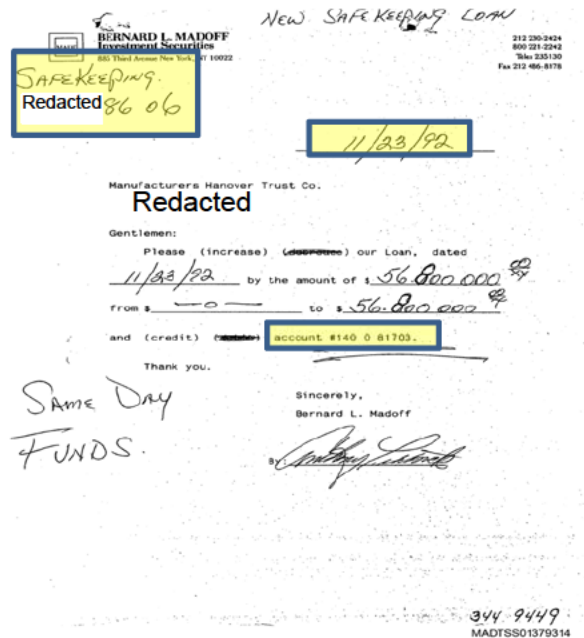 NEW SAFEKEEPING LOAN
BERNARD L. MADOFF
MADF
Investment Securities
885 Third Avenue New York, NY 10022
212 230-2424
800 221-2242
Telex 235130
Fax 212 486-8178
SAFEKEEPING.
Redacted 86 06
11/23/92
Manufacturers Hanover Trust Co.
Redacted
Gentlemen:
Please (increase) (decrease) our Loan, dated
11/23/92 by the amount of $ 56.800 000
from $ -0- to $ 56.800 000
and (credit) account #140 0 81703.
Thank you.
SAME DAY
FUNDS.
Sincerely,
Bernard L. Madoff
By:
344 9449
MADTSS01379314